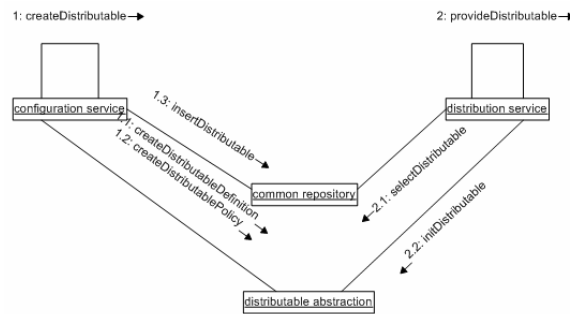 1: createDistributable
2: provideDistributable
configuration service
distribution service
1.3: insertDistributable
1.1: createDistributableDefinition
1.2: createDistributablePolicy
common repository
2.1: selectDistributable
2.2: initDistributable
distributable abstraction